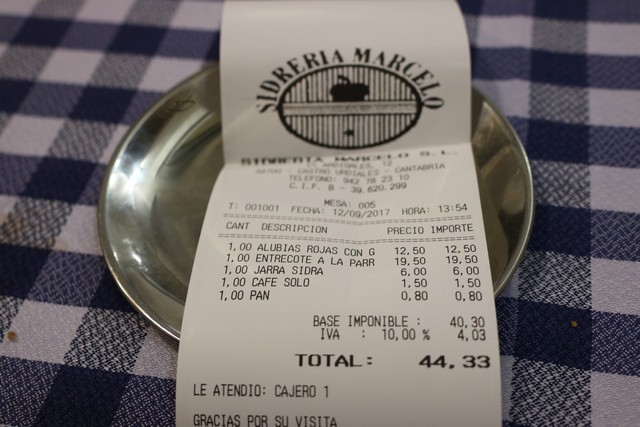 SIDRERIA MARCELO
SIDRERIA MARCELO S.L.
12
39700 - CASTRO URDIALES - CANTABRIA
TELEFONO: 942 78 23 10
C.I.F. B - 39.620.299
MESA: 005
T: 001001 FECHA: 12/09/2017 HORA: 13:54
CANT DESCRIPCION PRECIO IMPORTE
1,00 ALUBIAS ROJAS CON G 12,50 12,50
1,00 ENTRECOTE A LA PARR 19,50 19,50
1,00 JARRA SIDRA 6,00 6,00
1,00 CAFE SOLO 1,50 1,50
1,00 PAN 0,80 0,80
BASE IMPONIBLE : 40,30
IVA : 10,00 % 4,03
TOTAL: 44,33
LE ATENDIO: CAJERO 1
GRACIAS POR SU VISITA